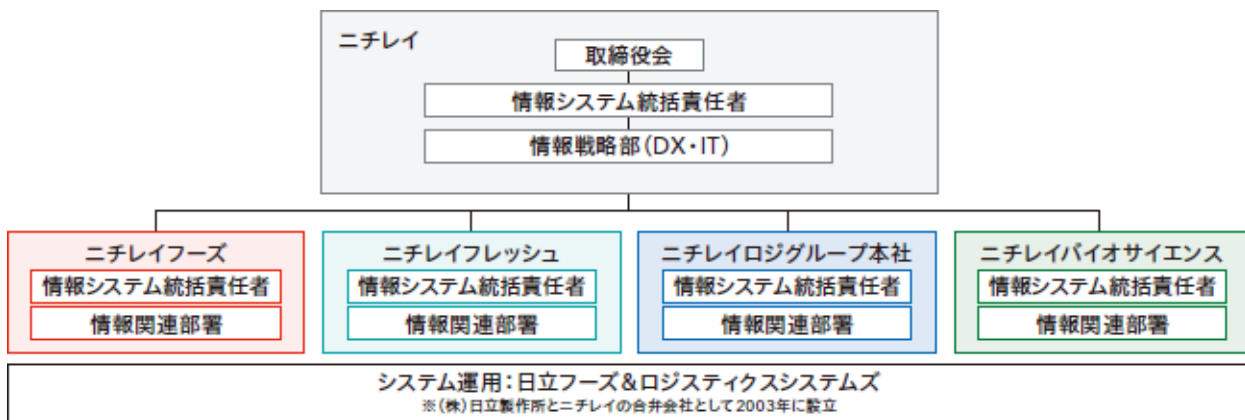 ニチレイ
取締役会
情報システム統括責任者
情報戦略部(DX・IT)
ニチレイフーズ
情報システム統括責任者
情報関連部署
ニチレイフレッシュ
情報システム統括責任者
情報関連部署
ニチレイロジグループ本社
情報システム統括責任者
情報関連部署
ニチレイバイオサイエンス
情報システム統括責任者
情報関連部署
システム運用:日立フーズ&ロジスティクスシステムズ
※(株)日立製作所とニチレイの合弁会社として2003年に設立